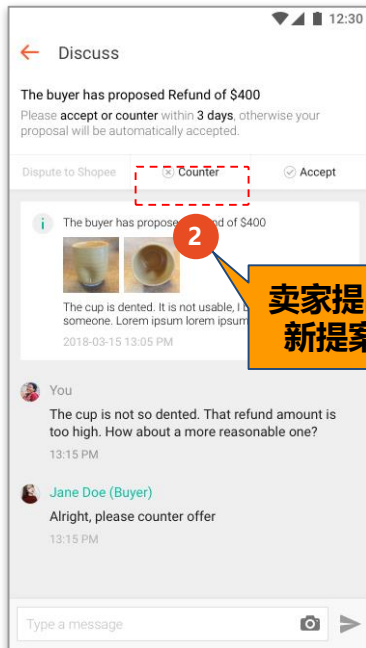 12:30
Discuss
The buyer has proposed Refund of $400
Please accept or counter within 3 days, otherwise your
proposal will be automatically accepted.
Dispute to Shopee Counter Accept
The buyer has propose nd of $400
2
The cup is dented. It is not usable, I
someone. Lorem ipsum lorem ipsum
2018-03-15 13:05 PM
卖家提
新提案
You
The cup is not so dented. That refund amount is
too high. How about a more reasonable one?
13:15 PM
Jane Doe (Buyer)
Alright, please counter offer
13:15 PM
Type a message